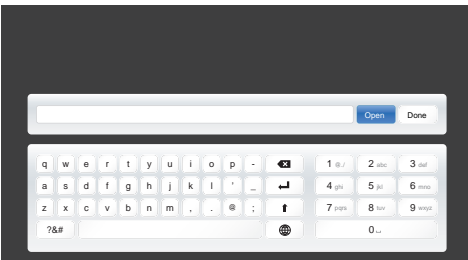 Open Done
q w e r t y u i o p - 1 @./ 2 abc 3 def
a s d f g h j k l ' _ 4 ghi 5 jkl 6 mno
z x c v b n m , . @ ; 7 pqrs 8 tuv 9 wxyz
?&# 0